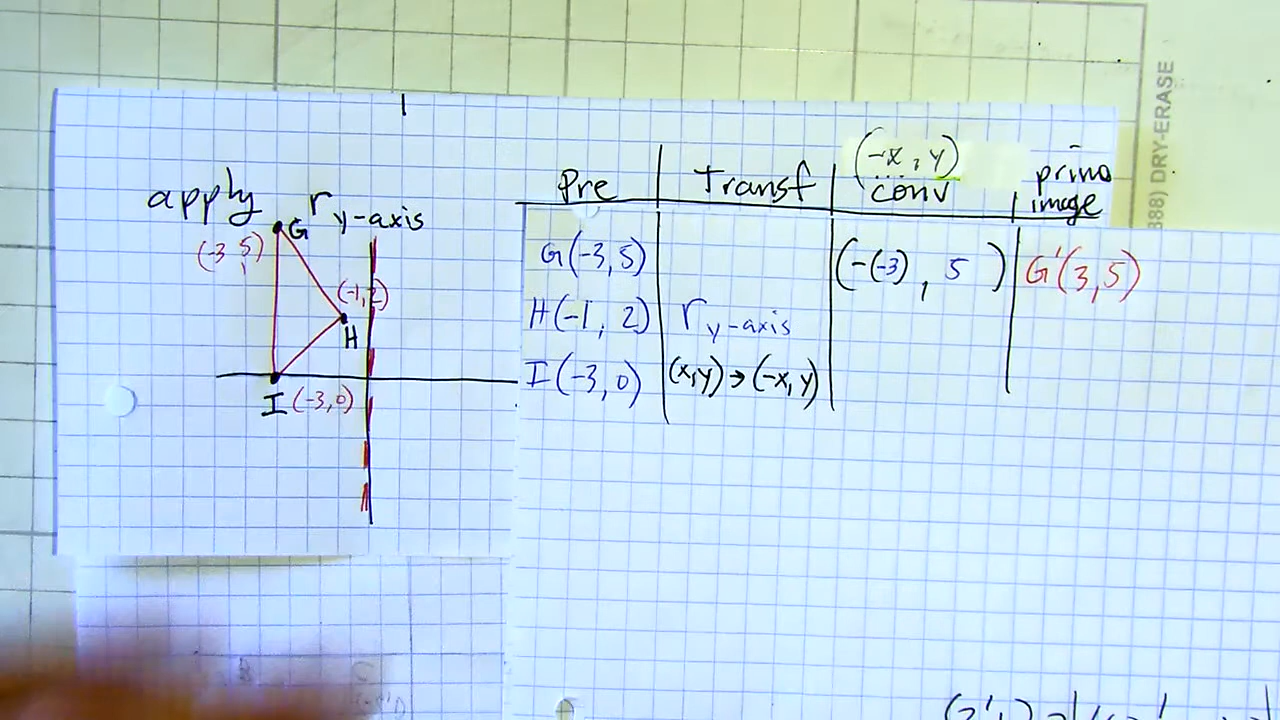 apply r y-axis
G
(-3, 5)
(-1, 2)
H
I (-3, 0)
Pre | Transf | (-x, y) conv | prime image
G(-3, 5) | | (-(-3), 5) | G'(3, 5)
H(-1, 2) | r y-axis
I(-3, 0) | (x, y) → (-x, y)
388) DRY-ERASE